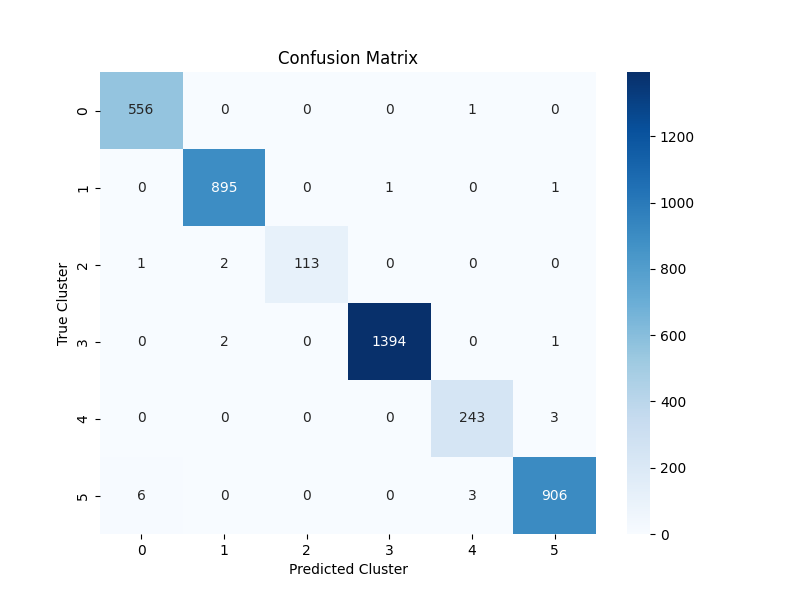 Confusion Matrix
True Cluster
0 556 0 0 0 1 0
1 0 895 0 1 0 1
2 1 2 113 0 0 0
3 0 2 0 1394 0 1
4 0 0 0 0 243 3
5 6 0 0 0 3 906
0 1 2 3 4 5
Predicted Cluster
1200
1000
800
600
400
200
0